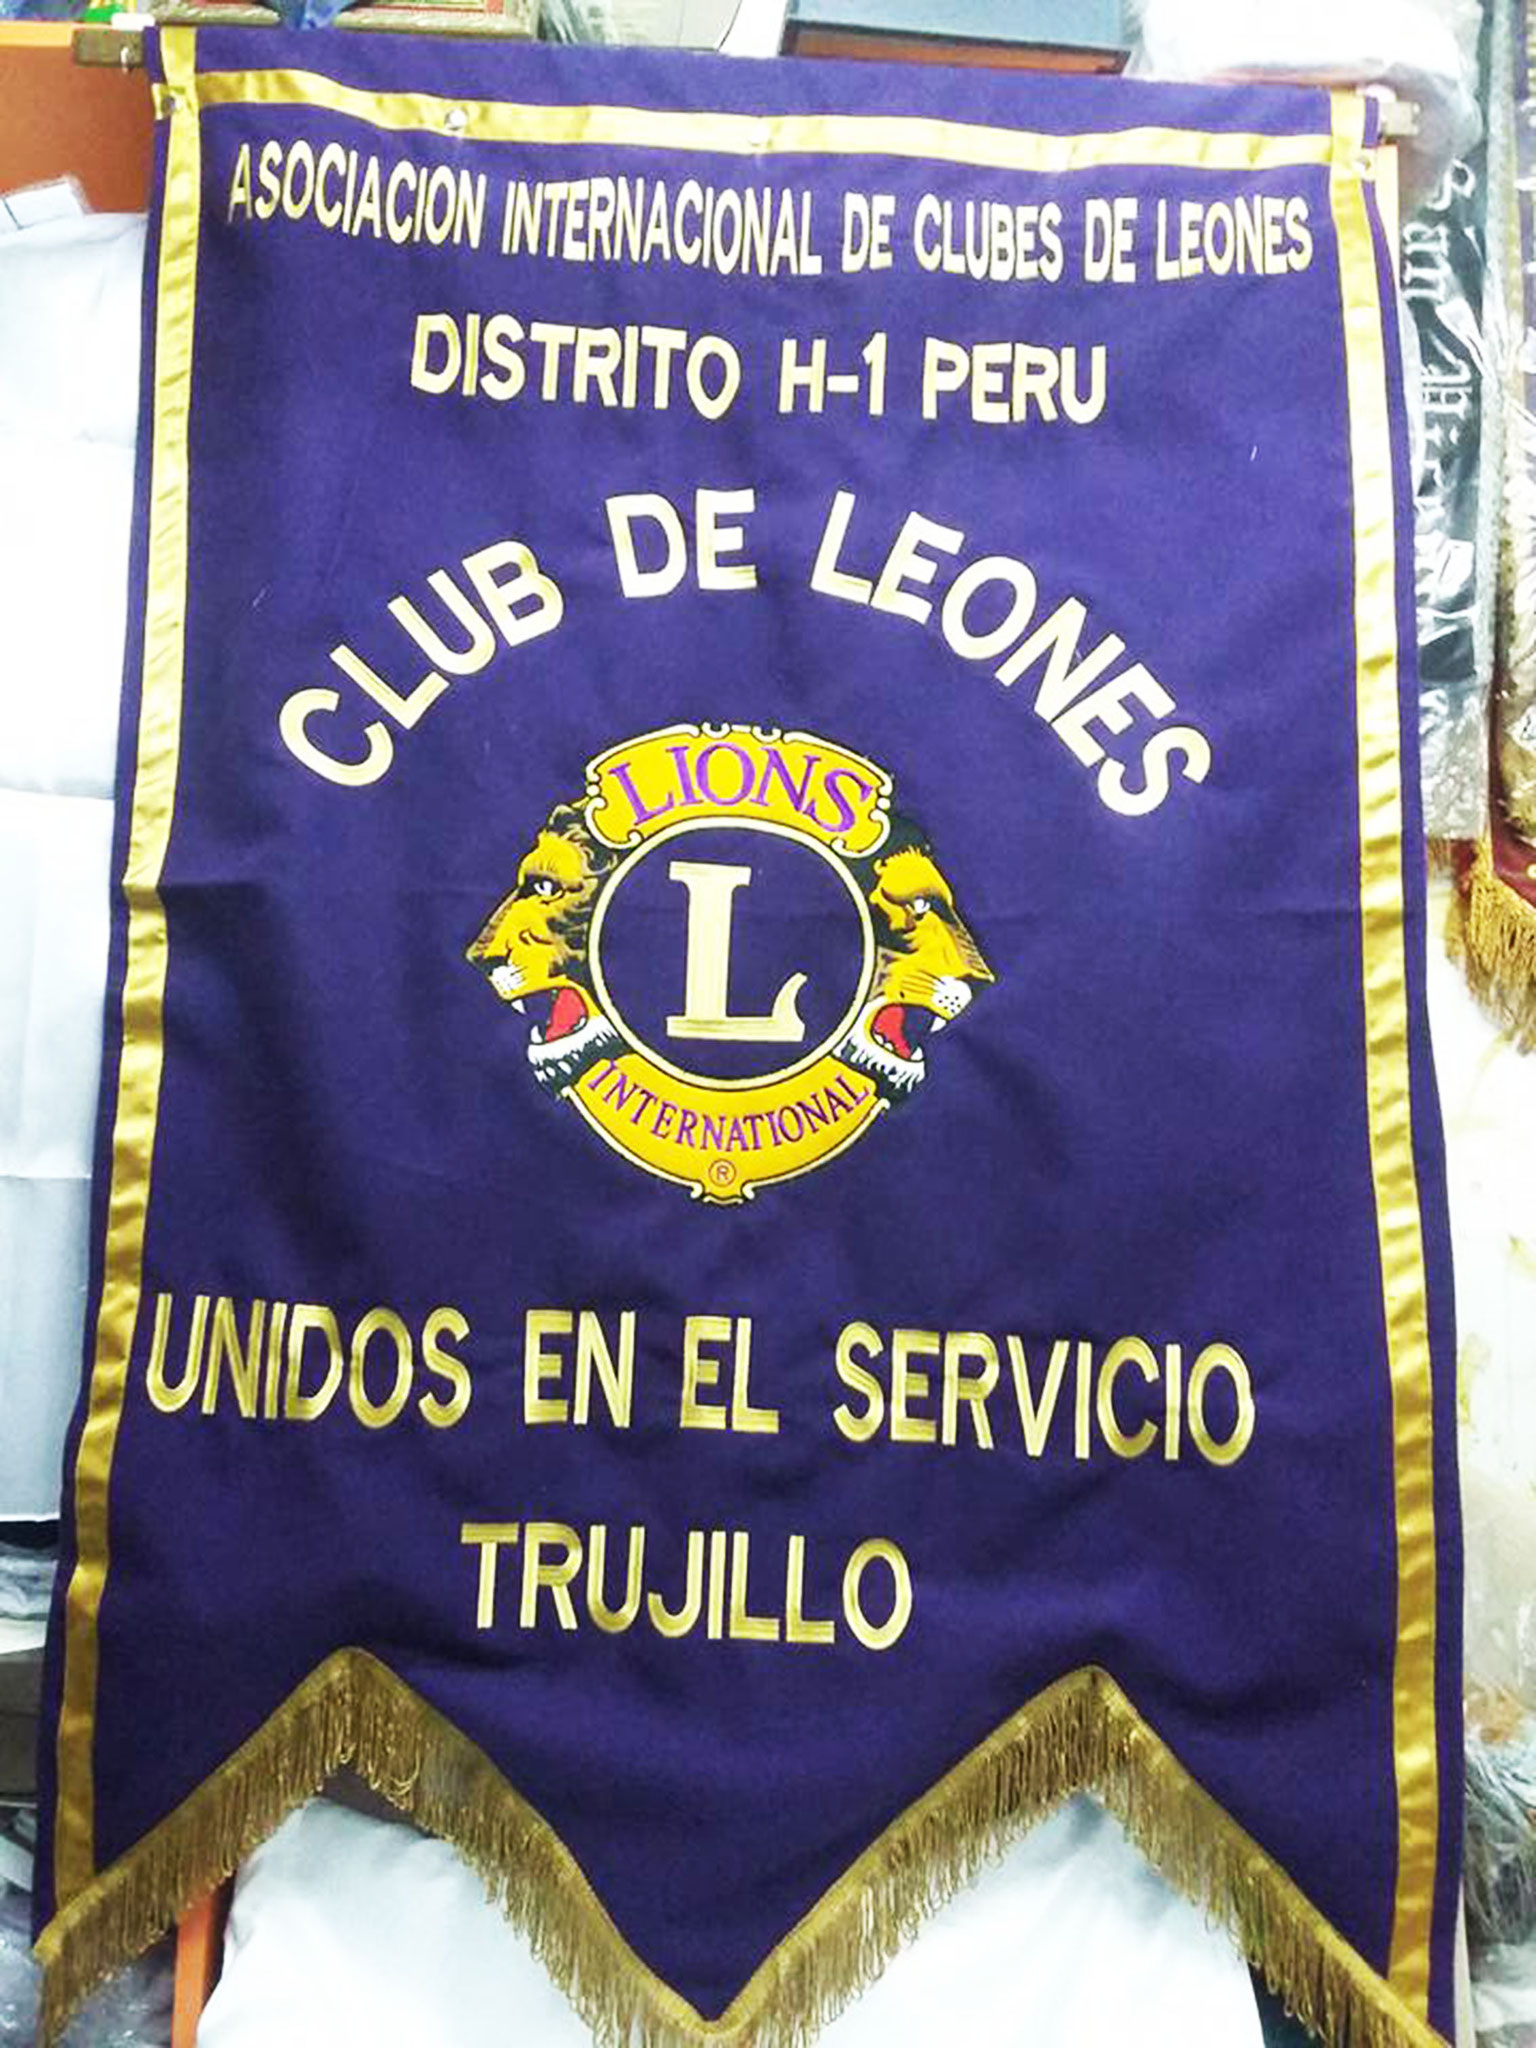 ASOCIACION INTERNACIONAL DE CLUBES DE LEONES
DISTRITO H-1 PERU
CLUB DE LEONES
LIONS
L
INTERNATIONAL
®
UNIDOS EN EL SERVICIO
TRUJILLO